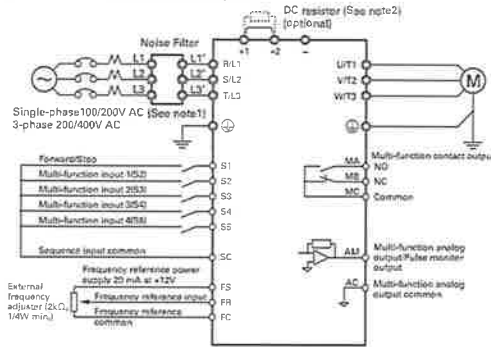 DC resistor (See note2)
(optional)
+1 +2 −
Noise Filter
L1 L1' R/L1
L2 L2' S/L2
L3 L3' T/L3
U/T1
V/T2
W/T3
M
Single-phase100/200V AC
3-phase 200/400V AC
(See note1)
Forward/Stop S1
Multi-function input 1(S2) S2
Multi-function input 2(S3) S3
Multi-function input 3(S4) S4
Multi-function input 4(S5) S5
Sequence input common SC
MA Multi-function contact output
NO
MB NC
MC Common
AM Multi-function analog
output/Pulse moniter
output
AC Multi-function analog
output common
Frequency reference power
supply 20 mA at +12V FS
External
frequency
adjuster (2kΩ,
1/4W min.)
Frequency reference input FR
Frequency reference
common FC